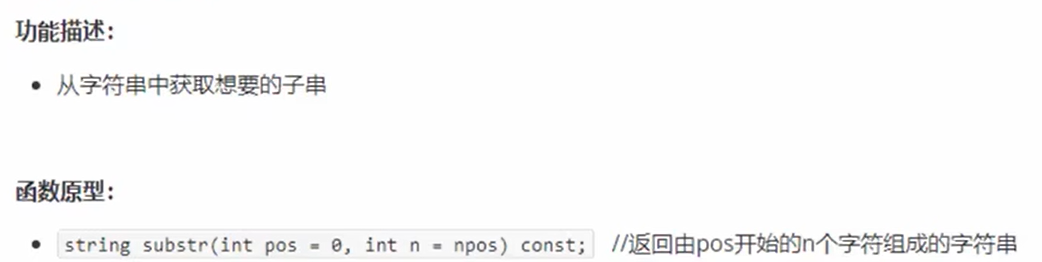 功能描述：
从字符串中获取想要的子串
函数原型：
string substr(int pos = 0, int n = npos) const; //返回由pos开始的n个字符组成的字符串